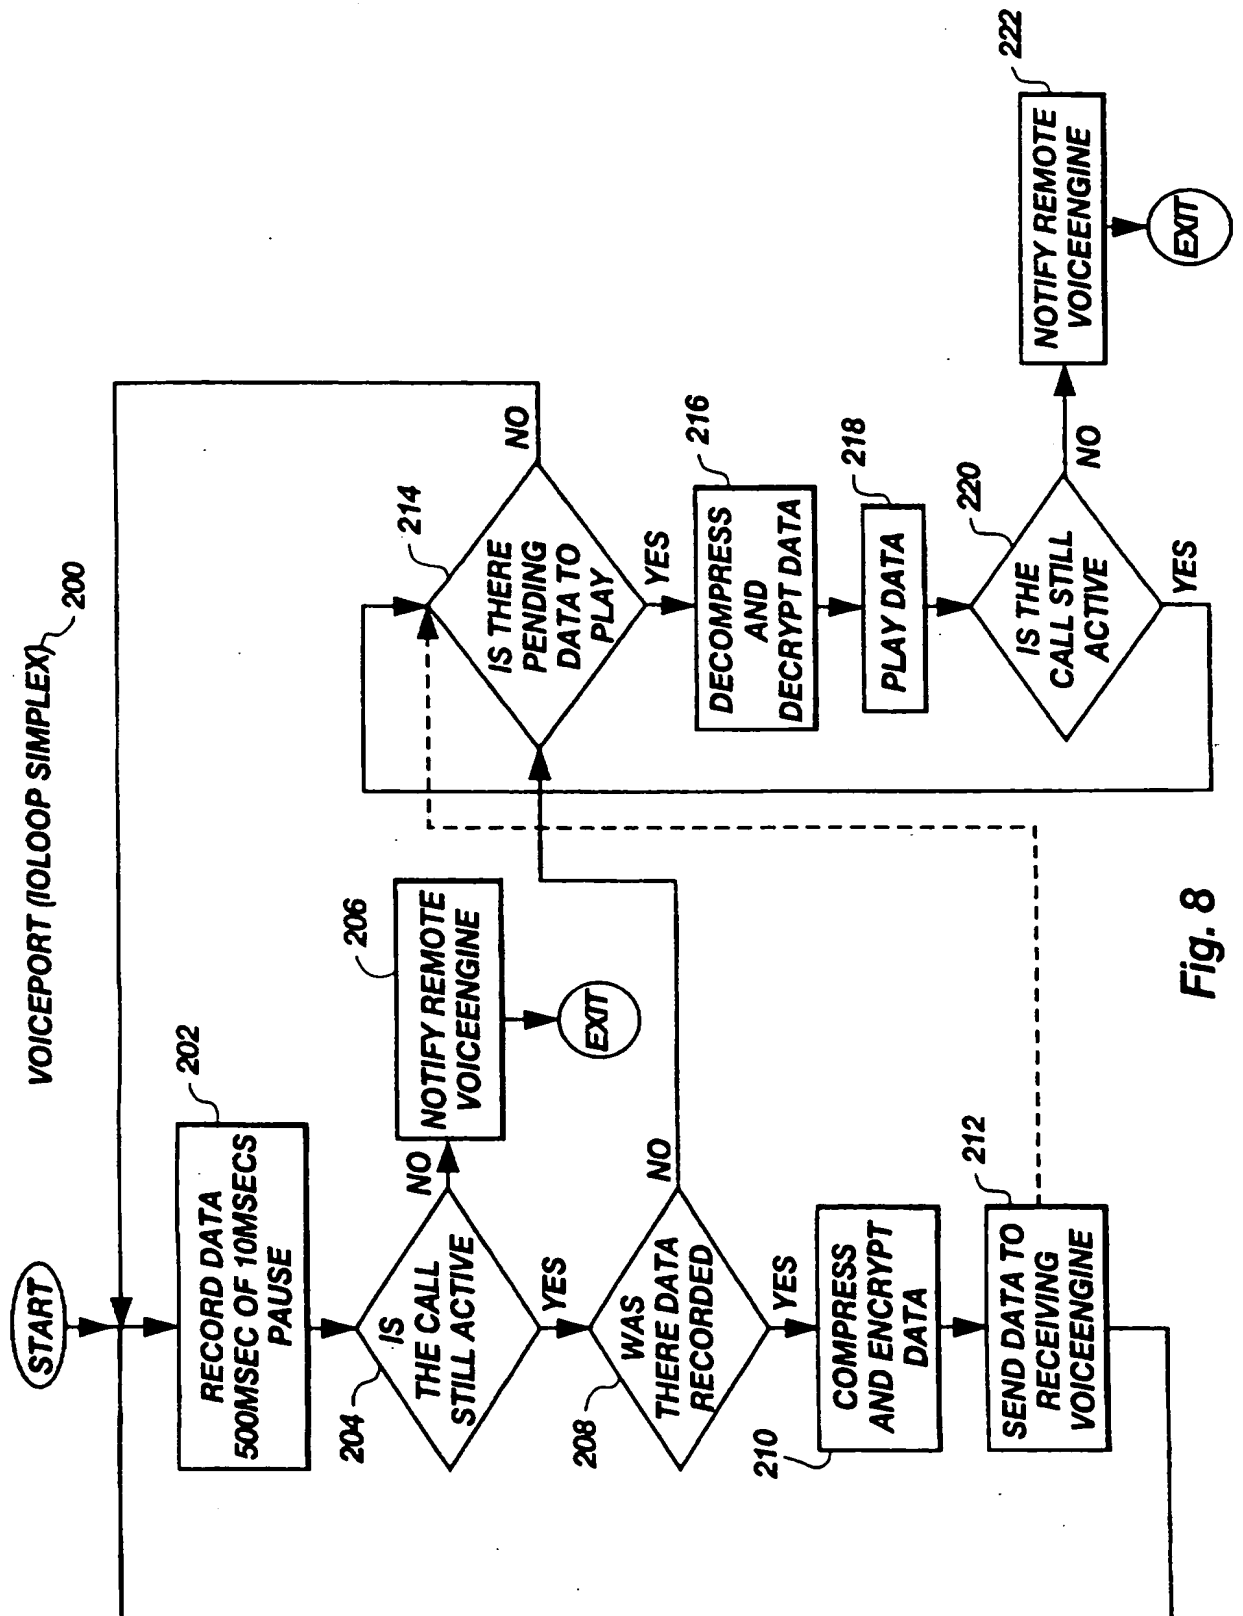 VOICEPORT (IOLOOP SIMPLEX)
200
START
RECORD DATA
500MSEC OF 10MSECS
PAUSE
202
IS
THE CALL
STILL ACTIVE
204
NO
YES
NOTIFY REMOTE
VOICEENGINE
206
EXIT
WAS
THERE DATA
RECORDED
208
NO
YES
COMPRESS
AND ENCRYPT
DATA
210
SEND DATA TO
RECEIVING
VOICEENGINE
212
IS THERE
PENDING
DATA TO
PLAY
214
NO
YES
DECOMPRESS
AND
DECRYPT DATA
216
PLAY DATA
218
IS THE
CALL STILL
ACTIVE
220
NO
YES
NOTIFY REMOTE
VOICEENGINE
222
EXIT
Fig. 8